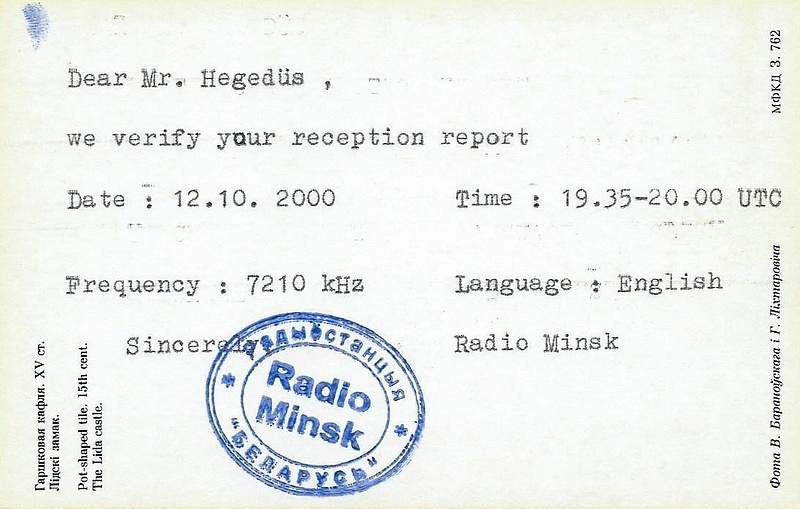 Dear Mr. Hegedüs ,
we verify your reception report
Date : 12.10. 2000 Time : 19.35-20.00 UTC
Frequency : 7210 kHz Language : English
Sincerely, Radio Minsk
Радыёстанцыя
Radio
Minsk
"БЕЛАРУСЬ"
Гаршковая кафля. XV ст.
Лідскі замак.
Pot-shaped tile. 15th cent.
The Lida castle.
МФКД З. 762
Фота В. Бараноўскага і Г. Ліхтаровіча